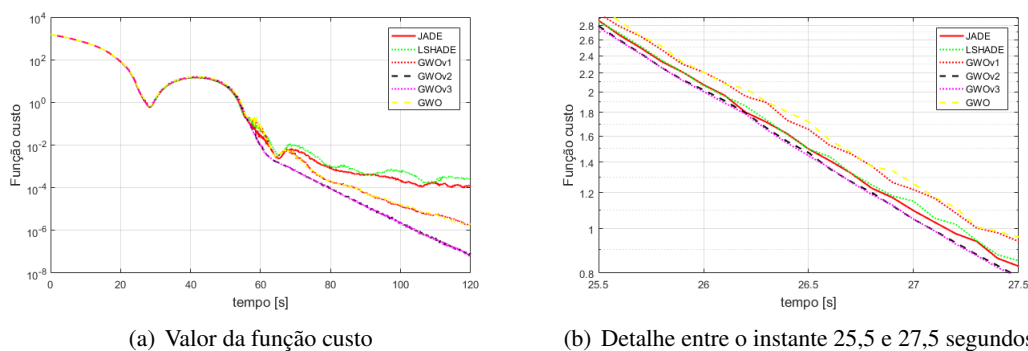 10^4
10^2
10^0
10^-2
10^-4
10^-6
10^-8
Função custo
0 20 40 60 80 100 120
tempo [s]
JADE
LSHADE
GWOv1
GWOv2
GWOv3
GWO
(a) Valor da função custo
2.8
2.6
2.4
2.2
2
1.8
1.6
1.4
1.2
1
0.8
Função custo
25.5 26 26.5 27 27.5
tempo [s]
JADE
LSHADE
GWOv1
GWOv2
GWOv3
GWO
(b) Detalhe entre o instante 25,5 e 27,5 segundos